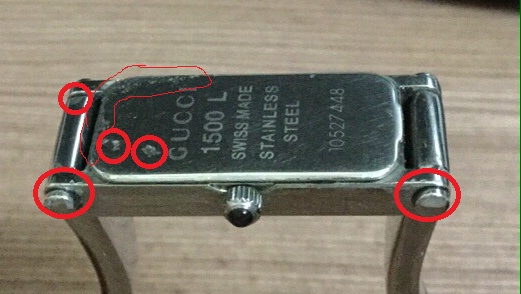 GUCCI
1500 L
SWISS MADE
STAINLESS
STEEL
10527448